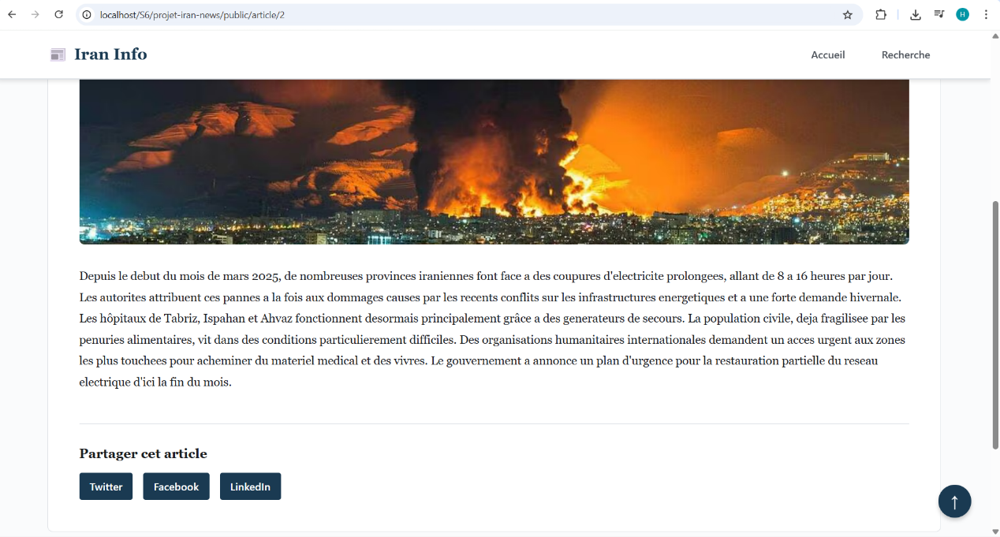 localhost/S6/projet-iran-news/public/article/2
H
Iran Info
Accueil
Recherche
Depuis le debut du mois de mars 2025, de nombreuses provinces iraniennes font face a des coupures d'electricite prolongees, allant de 8 a 16 heures par jour.
Les autorites attribuent ces pannes a la fois aux dommages causes par les recents conflits sur les infrastructures energetiques et a une forte demande hivernale.
Les hôpitaux de Tabriz, Ispahan et Ahvaz fonctionnent desormais principalement grâce a des generateurs de secours. La population civile, deja fragilisee par les
penuries alimentaires, vit dans des conditions particulierement difficiles. Des organisations humanitaires internationales demandent un acces urgent aux zones
les plus touchees pour acheminer du materiel medical et des vivres. Le gouvernement a annonce un plan d'urgence pour la restauration partielle du reseau
electrique d'ici la fin du mois.
Partager cet article
Twitter
Facebook
LinkedIn
↑